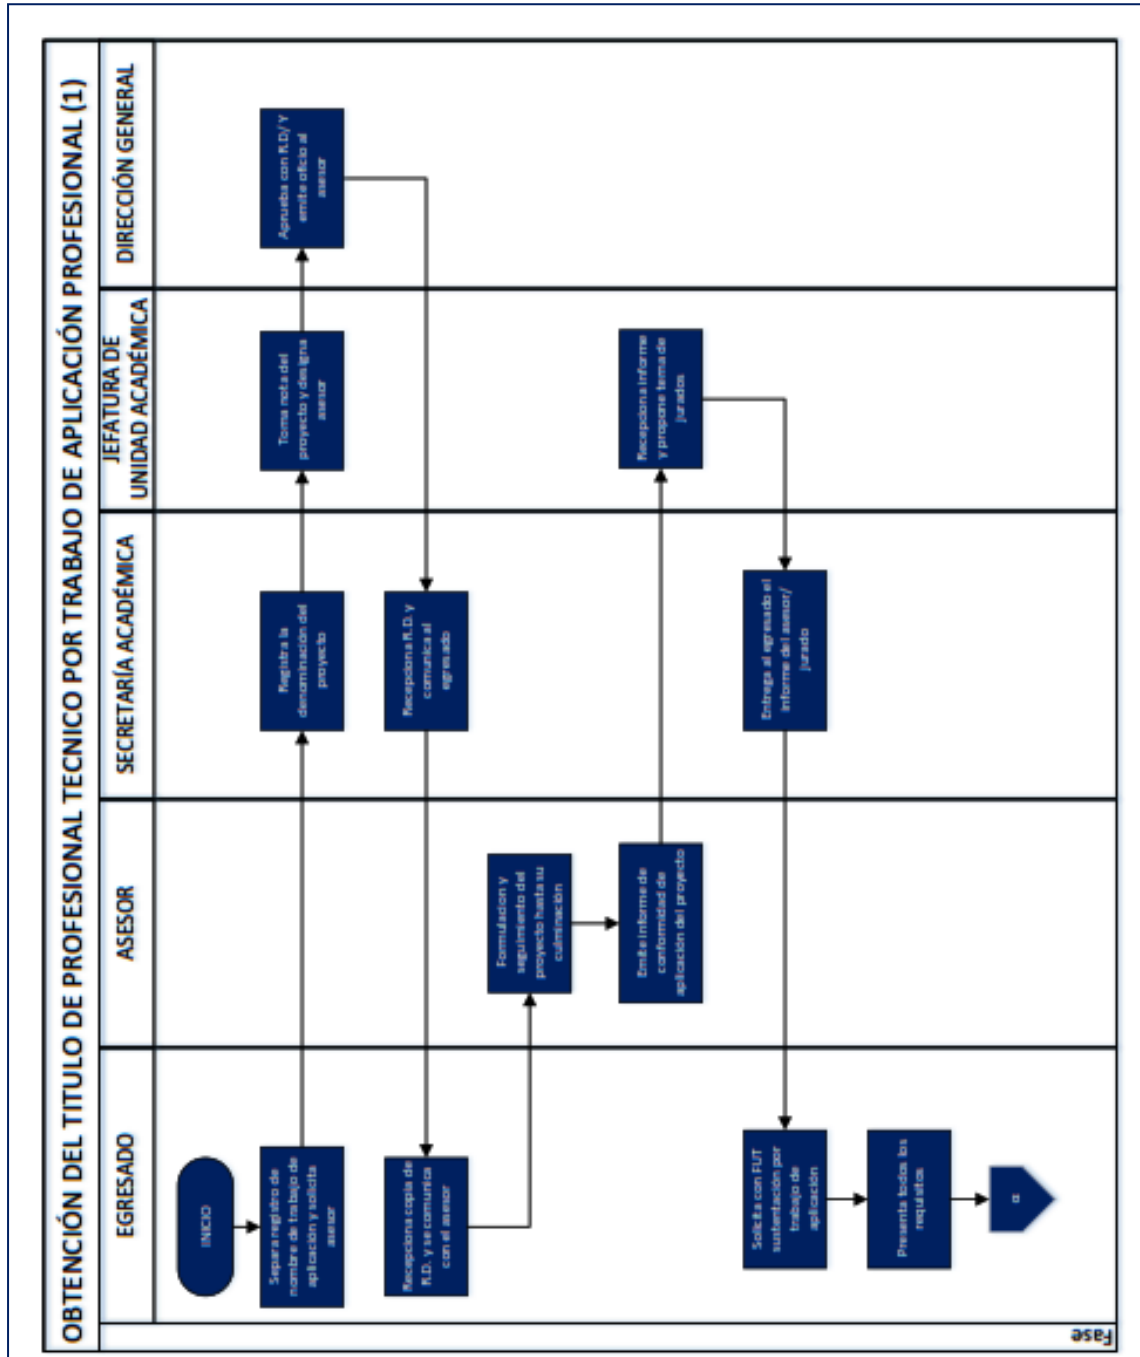 OBTENCIÓN DEL TITULO DE PROFESIONAL TECNICO POR TRABAJO DE APLICACIÓN PROFESIONAL (1)
EGRESADO
ASESOR
SECRETARÍA ACADÉMICA
JEFATURA DE
UNIDAD ACADÉMICA
DIRECCIÓN GENERAL
INICIO
Separa registro de
nombre de trabajo de
aplicación y solicita
asesor
Registra la
denominación del
proyecto
Toma nota del
proyecto y designa
asesor
Aprueba con R.D/ Y
emite oficio al
asesor
Recepciona R.D. y
comunica al
egresado
Recepciona copia de
R.D. y se comunica
con el asesor
Formulacion y
seguimiento del
proyecto hasta su
culminación
Emite informe de
conformidad de
aplicación del proyecto
Recepciona informe
y propone tema de
jurados
Entrega al egresado el
informe del asesor/
jurado
Solicita con FUT
sustentación por
trabajo de
aplicación
Presenta todos los
requisitos
Fase